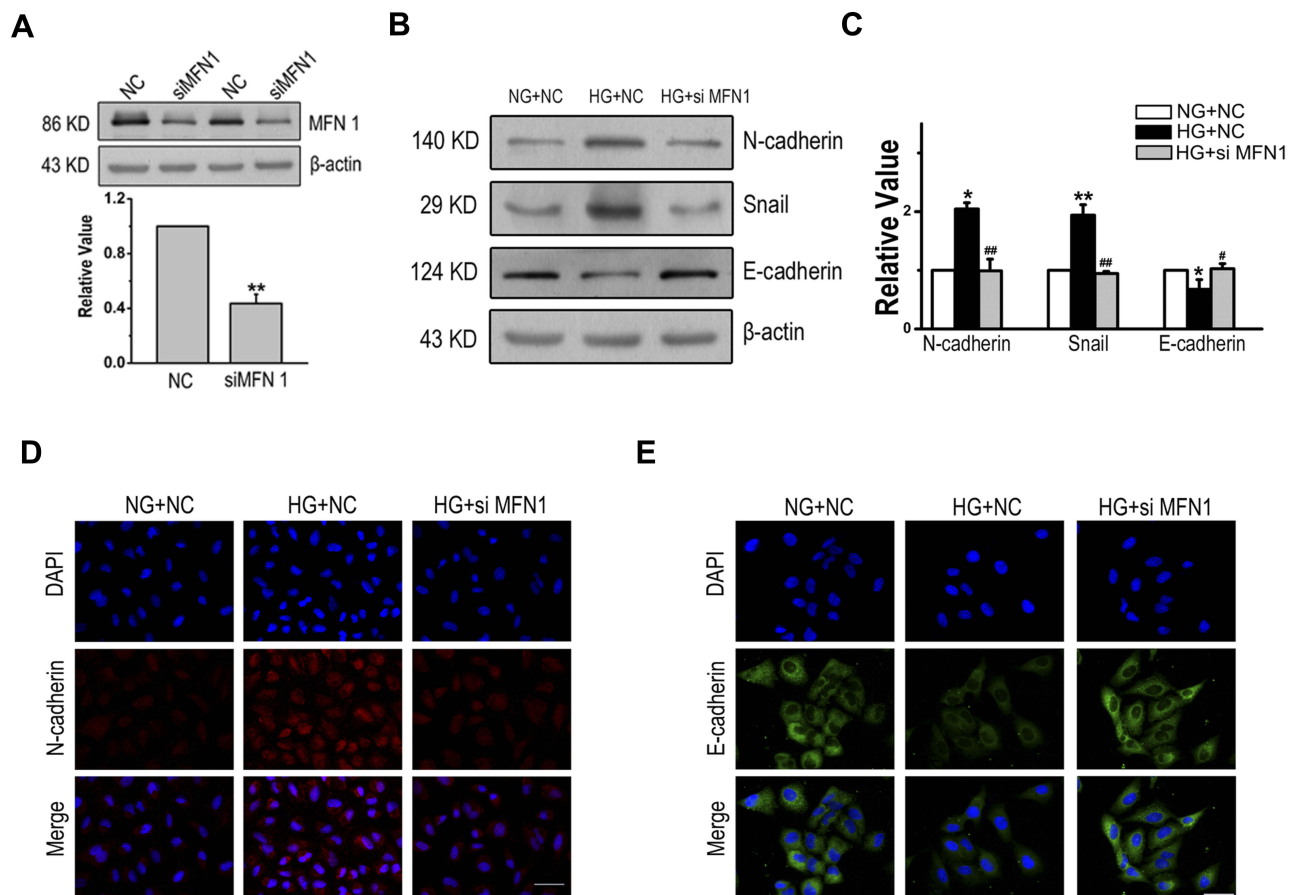 A
NC siMFN1 NC siMFN1
86 KD MFN 1
43 KD β-actin
1.2
0.8
0.4
0.0
Relative Value
**
NC siMFN 1
B
NG+NC HG+NC HG+si MFN1
140 KD N-cadherin
29 KD Snail
124 KD E-cadherin
43 KD β-actin
C
NG+NC
HG+NC
HG+si MFN1
Relative Value
2
0
* ## ** ## * #
N-cadherin Snail E-cadherin
D
NG+NC HG+NC HG+si MFN1
DAPI
N-cadherin
Merge
E
NG+NC HG+NC HG+si MFN1
DAPI
E-cadherin
Merge